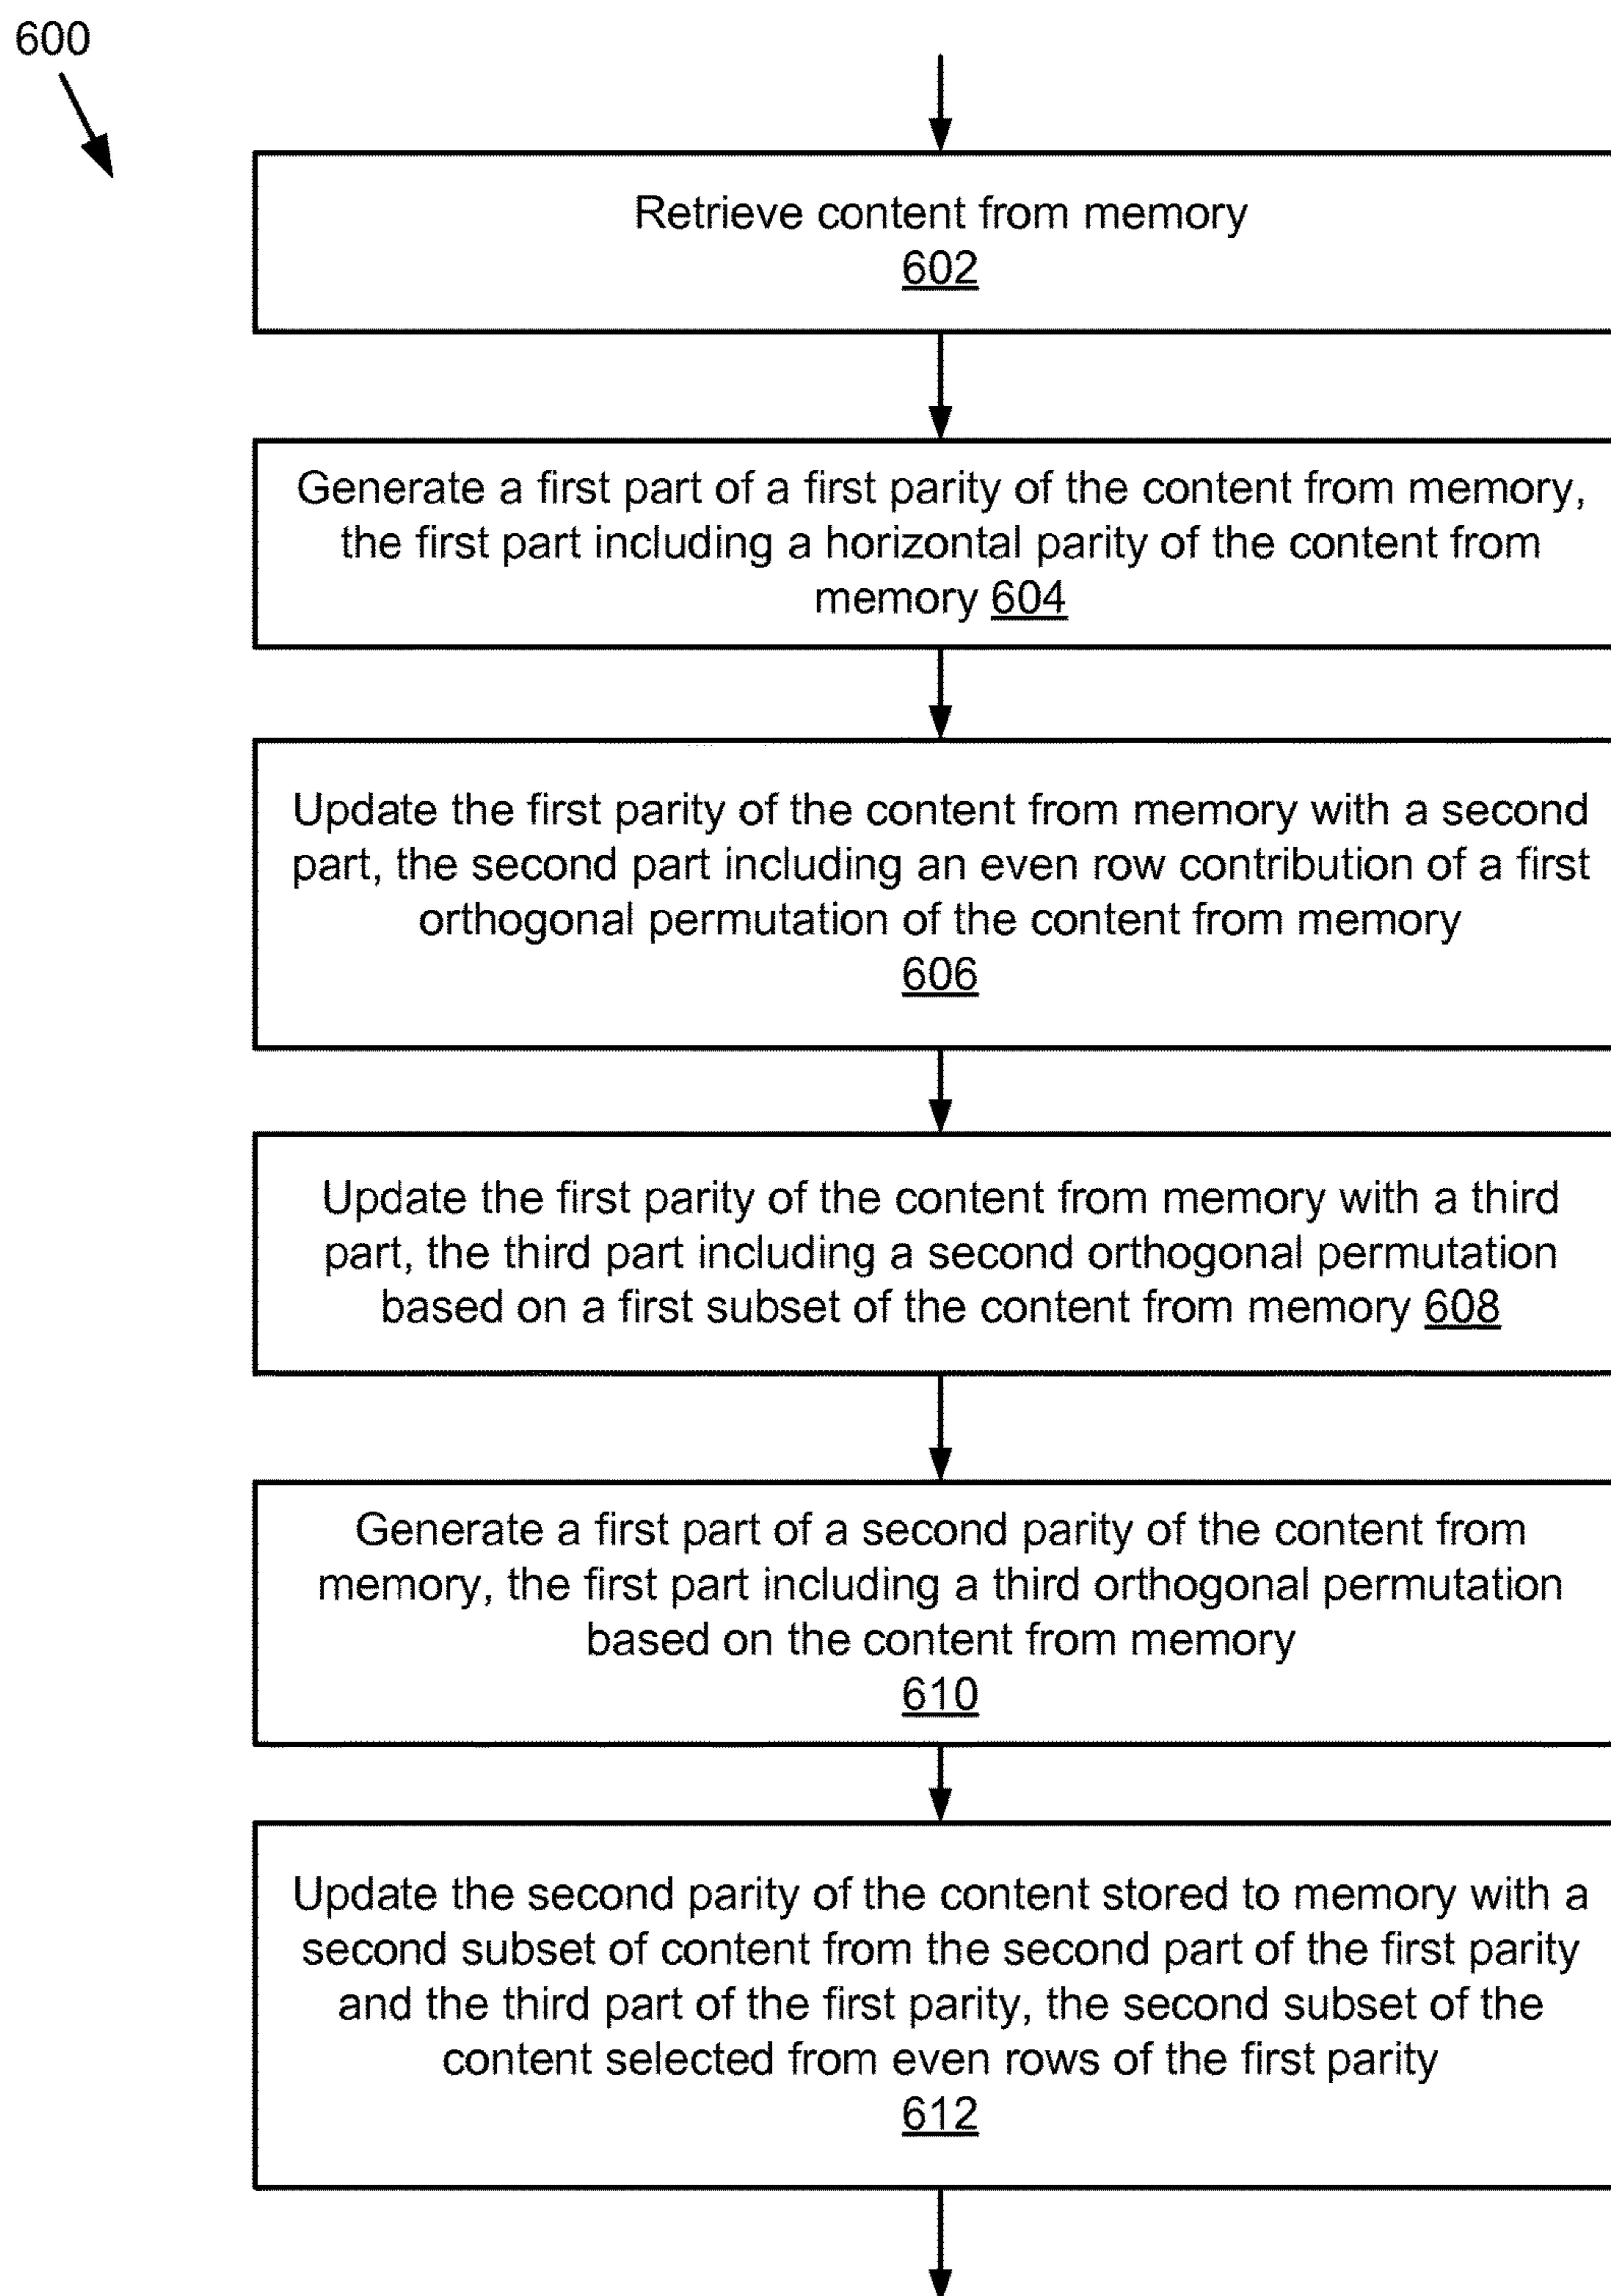 600
Retrieve content from memory
602
Generate a first part of a first parity of the content from memory,
the first part including a horizontal parity of the content from
memory 604
Update the first parity of the content from memory with a second
part, the second part including an even row contribution of a first
orthogonal permutation of the content from memory
606
Update the first parity of the content from memory with a third
part, the third part including a second orthogonal permutation
based on a first subset of the content from memory 608
Generate a first part of a second parity of the content from
memory, the first part including a third orthogonal permutation
based on the content from memory
610
Update the second parity of the content stored to memory with a
second subset of content from the second part of the first parity
and the third part of the first parity, the second subset of the
content selected from even rows of the first parity
612